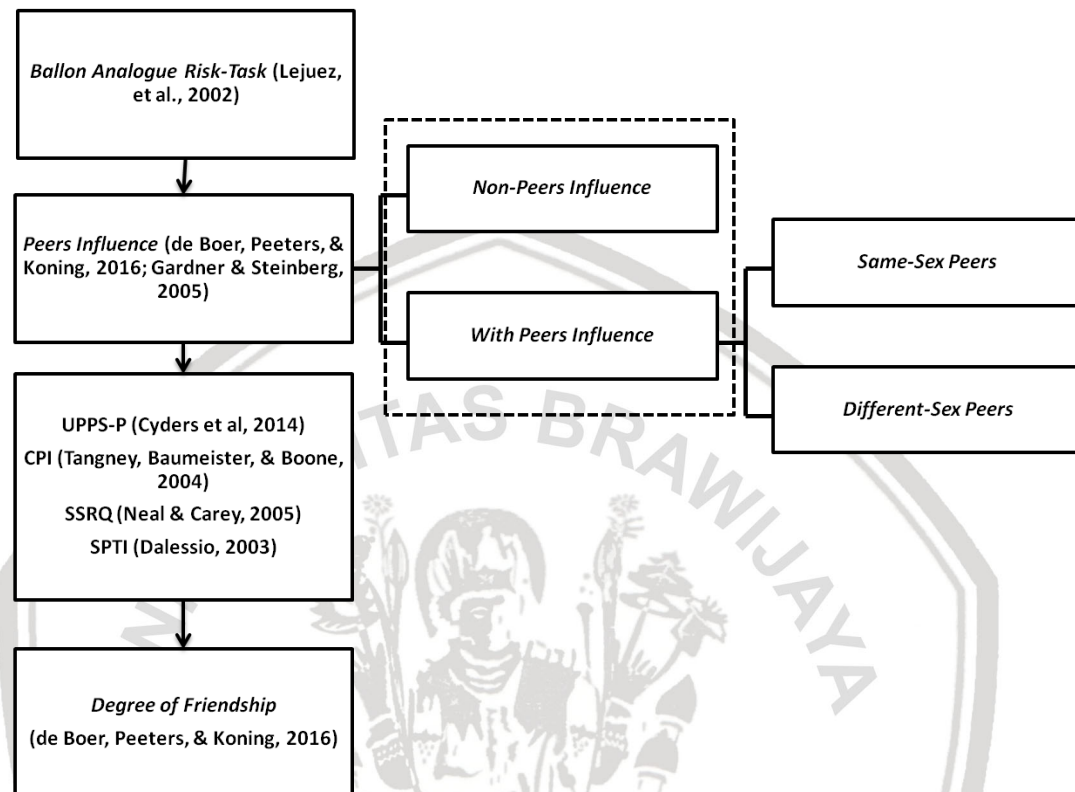 Ballon Analogue Risk-Task (Lejuez,
et al., 2002)
Non-Peers Influence
Peers Influence (de Boer, Peeters, &
Koning, 2016; Gardner & Steinberg,
2005)
Same-Sex Peers
With Peers Influence
Different-Sex Peers
UPPS-P (Cyders et al, 2014)
CPI (Tangney, Baumeister, & Boone,
2004)
SSRQ (Neal & Carey, 2005)
SPTI (Dalessio, 2003)
Degree of Friendship
(de Boer, Peeters, & Koning, 2016)
ITAS BRAWIJAYA